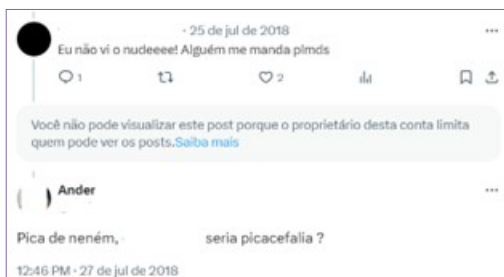 · 25 de jul de 2018
Eu não vi o nudeeee! Alguém me manda plmds
1 2
Você não pode visualizar este post porque o proprietário desta conta limita
quem pode ver os posts.Saiba mais
Ander
Pica de neném, seria picacefalia ?
12:46 PM · 27 de jul de 2018